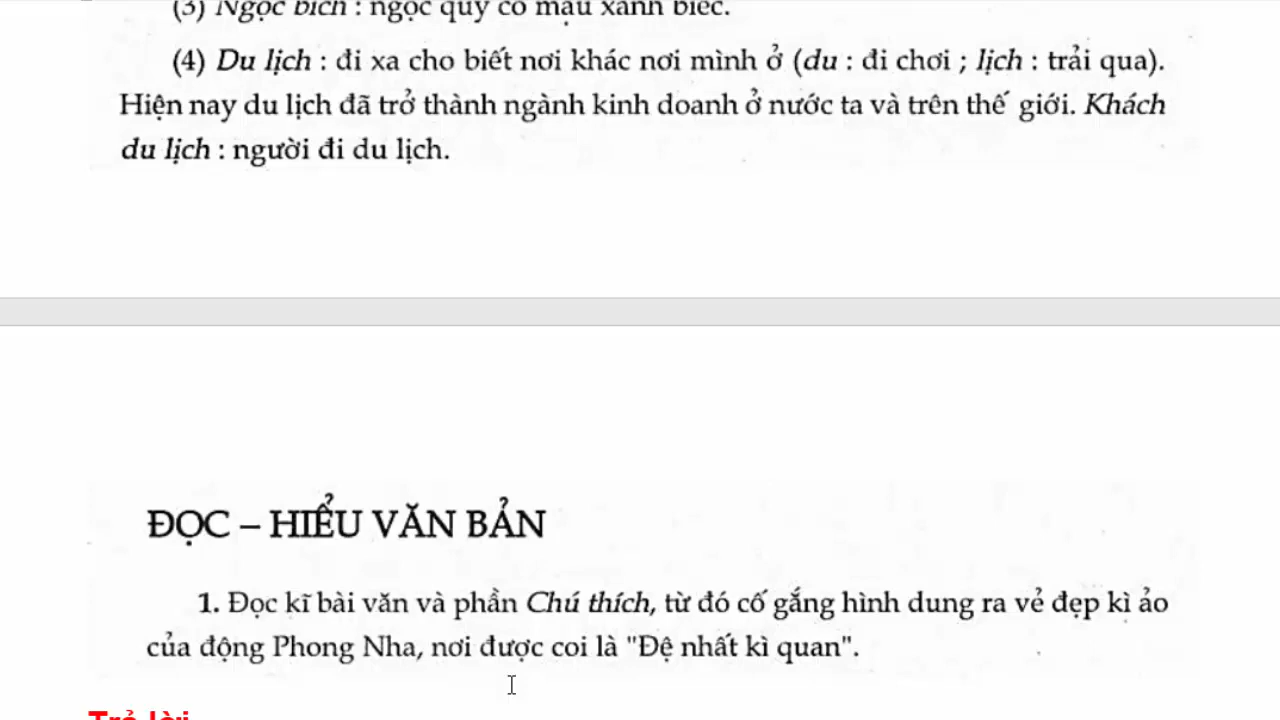 (3) Ngọc bích : ngọc quý có màu xanh biếc.
(4) Du lịch : đi xa cho biết nơi khác nơi mình ở (du : đi chơi ; lịch : trải qua).
Hiện nay du lịch đã trở thành ngành kinh doanh ở nước ta và trên thế giới. Khách
du lịch : người đi du lịch.
ĐỌC – HIỂU VĂN BẢN
1. Đọc kĩ bài văn và phần Chú thích, từ đó cố gắng hình dung ra vẻ đẹp kì ảo
của động Phong Nha, nơi được coi là "Đệ nhất kì quan".
Trả lời